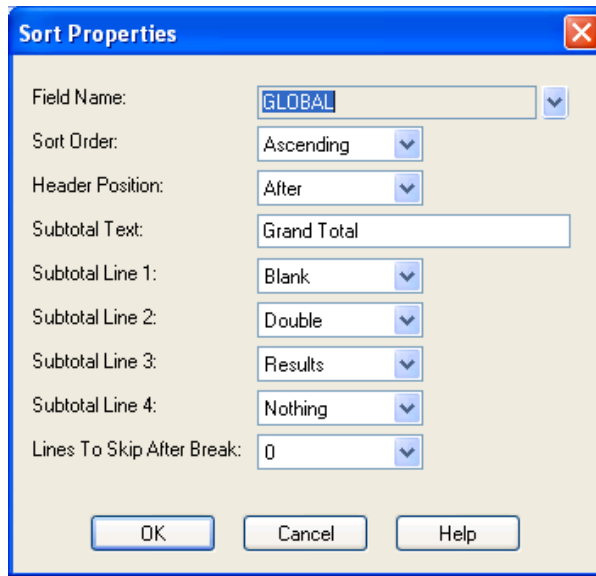 Sort Properties
Field Name: GLOBAL
Sort Order: Ascending
Header Position: After
Subtotal Text: Grand Total
Subtotal Line 1: Blank
Subtotal Line 2: Double
Subtotal Line 3: Results
Subtotal Line 4: Nothing
Lines To Skip After Break: 0
OK Cancel Help